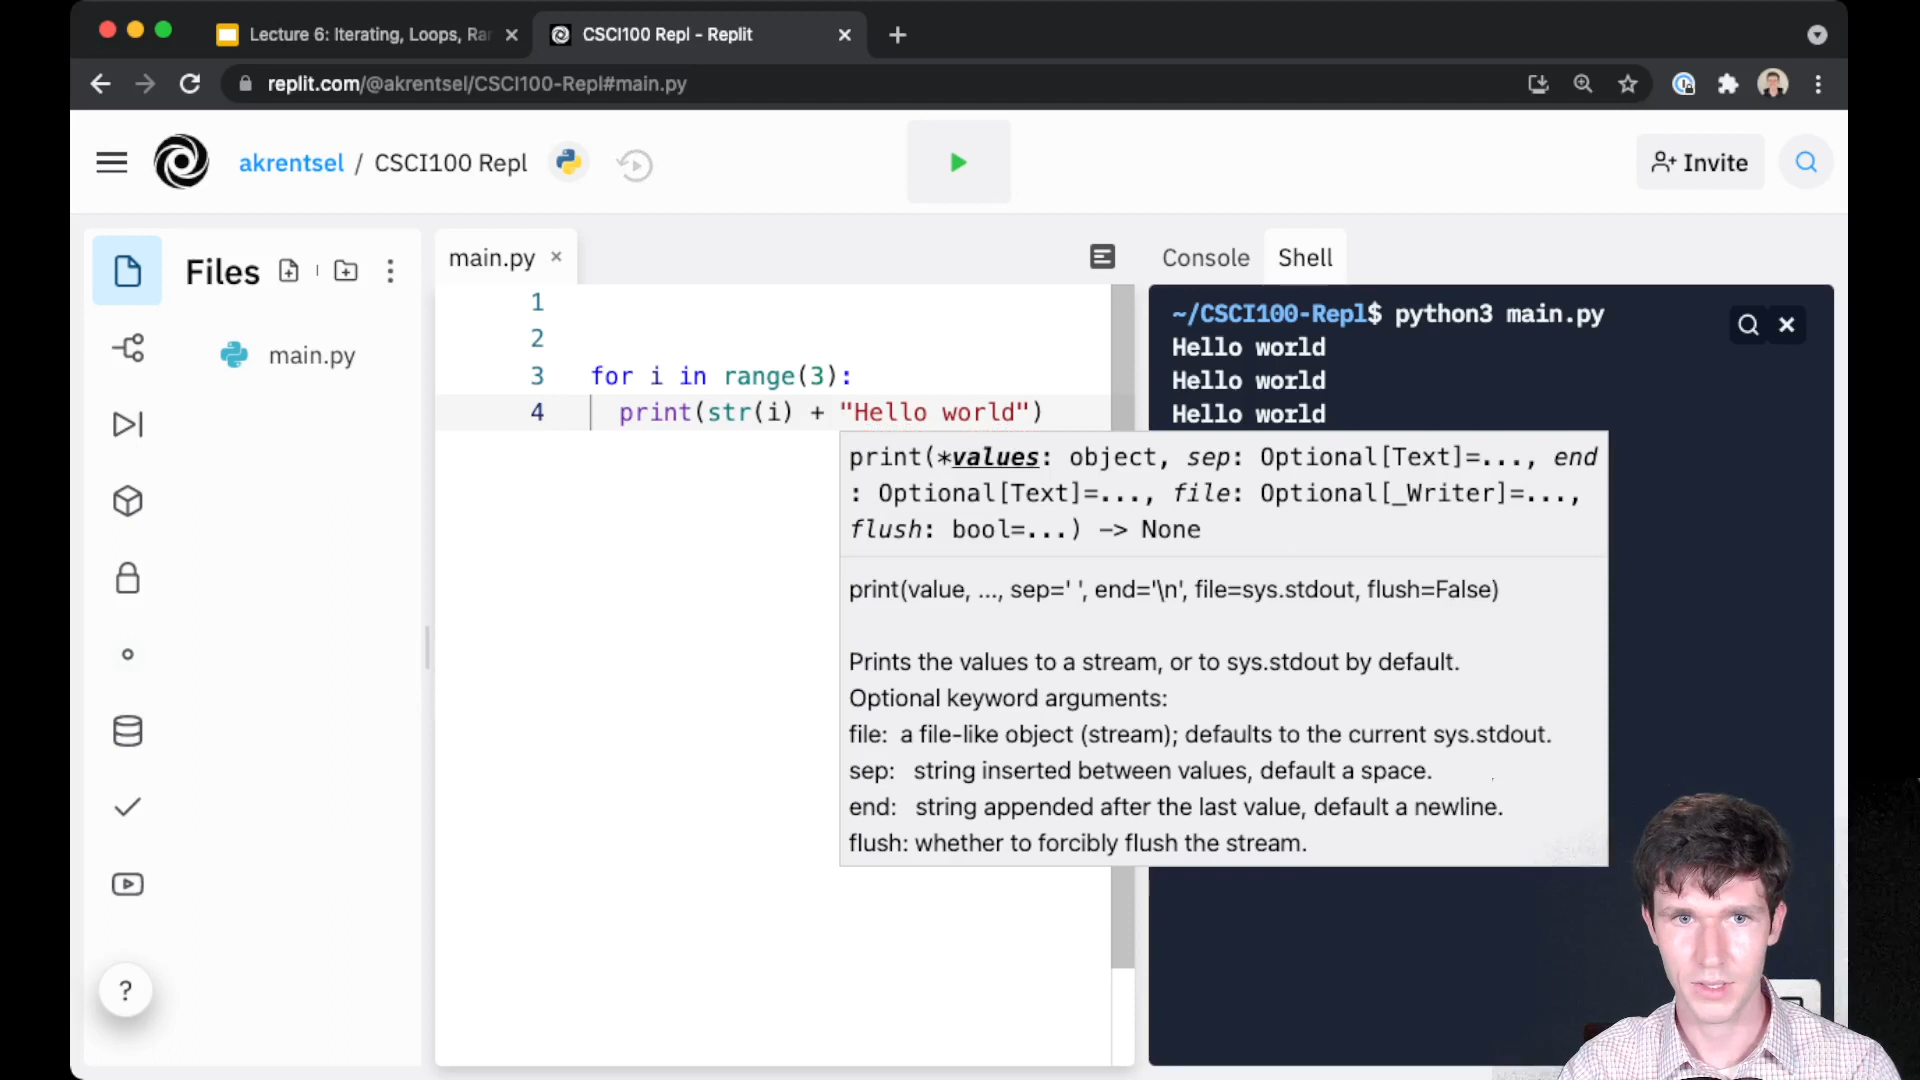 Lecture 6: Iterating, Loops, Ra
CSCI100 Repl - Replit
replit.com/@akrentsel/CSCI100-Repl#main.py
akrentsel / CSCI100 Repl
Invite
Files
main.py
main.py
Console
Shell
1
2
3 for i in range(3):
4 print(str(i) + "Hello world")
~/CSCI100-Repl$ python3 main.py
Hello world
Hello world
Hello world
print(*values: object, sep: Optional[Text]=..., end
: Optional[Text]=..., file: Optional[_Writer]=...,
flush: bool=...) -> None
print(value, ..., sep=' ', end='\n', file=sys.stdout, flush=False)
Prints the values to a stream, or to sys.stdout by default.
Optional keyword arguments:
file: a file-like object (stream); defaults to the current sys.stdout.
sep: string inserted between values, default a space.
end: string appended after the last value, default a newline.
flush: whether to forcibly flush the stream.
?